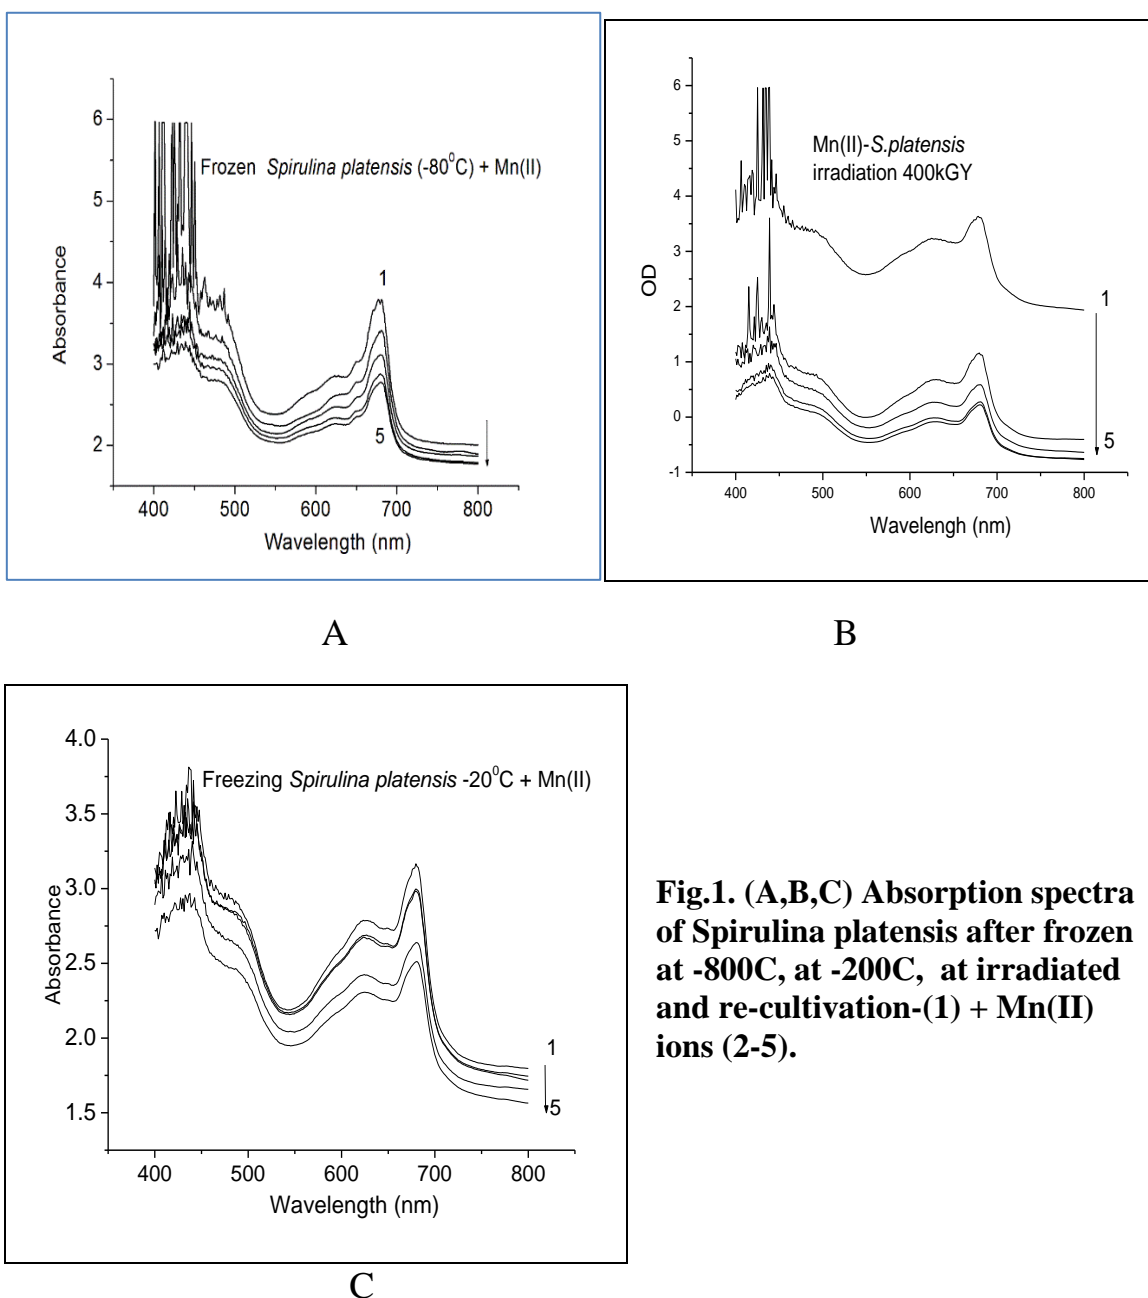 6
5
4
3
2
Absorbance
Frozen Spirulina platensis (-80⁰C) + Mn(II)
1
5
400 500 600 700 800
Wavelength (nm)
A
6
5
4
3
2
1
0
-1
OD
Mn(II)-S.platensis
irradiation 400kGY
1
5
400 500 600 700 800
Wavelength (nm)
B
4.0
3.5
3.0
2.5
2.0
1.5
Absorbance
Freezing Spirulina platensis -20⁰C + Mn(II)
1
5
400 500 600 700 800
Wavelength (nm)
C
Fig.1. (A,B,C) Absorption spectra
of Spirulina platensis after frozen
at -800C, at -200C, at irradiated
and re-cultivation-(1) + Mn(II)
ions (2-5).